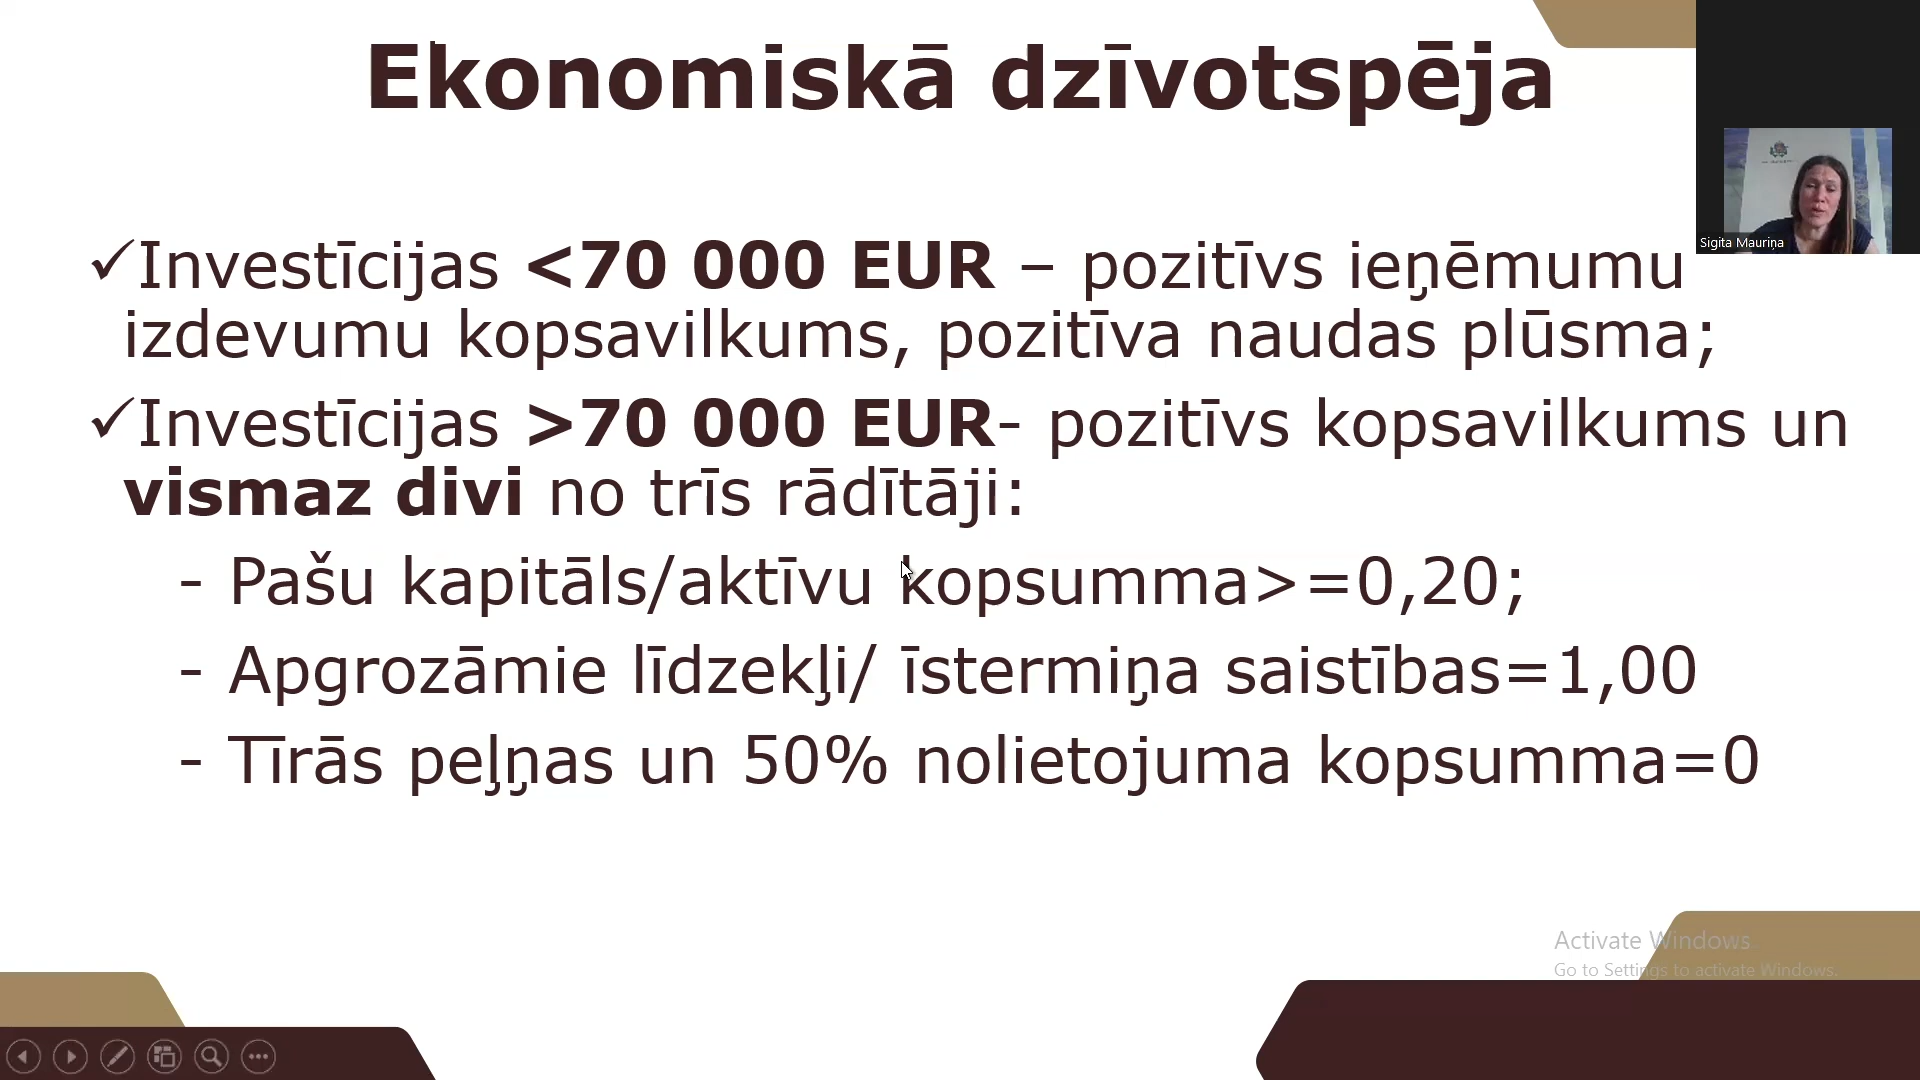 Ekonomiskā dzīvotspēja
Sigita Mauriņa
✓Investīcijas <70 000 EUR – pozitīvs ieņēmumu
izdevumu kopsavilkums, pozitīva naudas plūsma;
✓Investīcijas >70 000 EUR- pozitīvs kopsavilkums un
vismaz divi no trīs rādītāji:
- Pašu kapitāls/aktīvu kopsumma>=0,20;
- Apgrozāmie līdzekļi/ īstermiņa saistības=1,00
- Tīrās peļņas un 50% nolietojuma kopsumma=0
Activate Windows
Go to Settings to activate Windows.